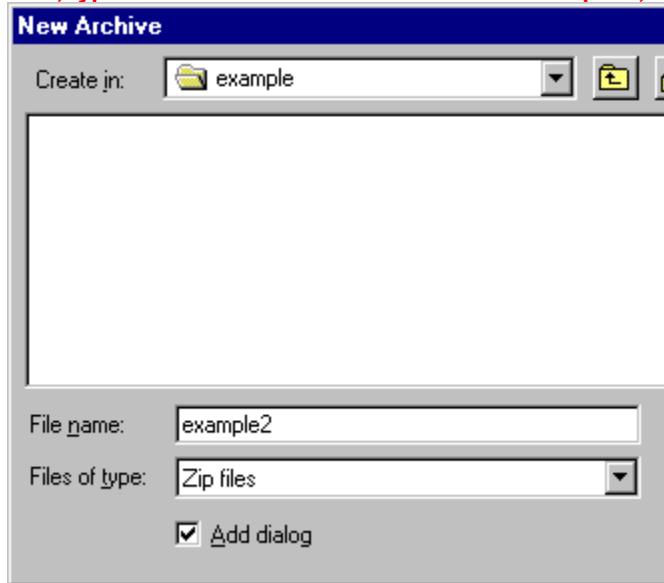 New Archive
Create in: example
File name: example2
Files of type: Zip files
Add dialog